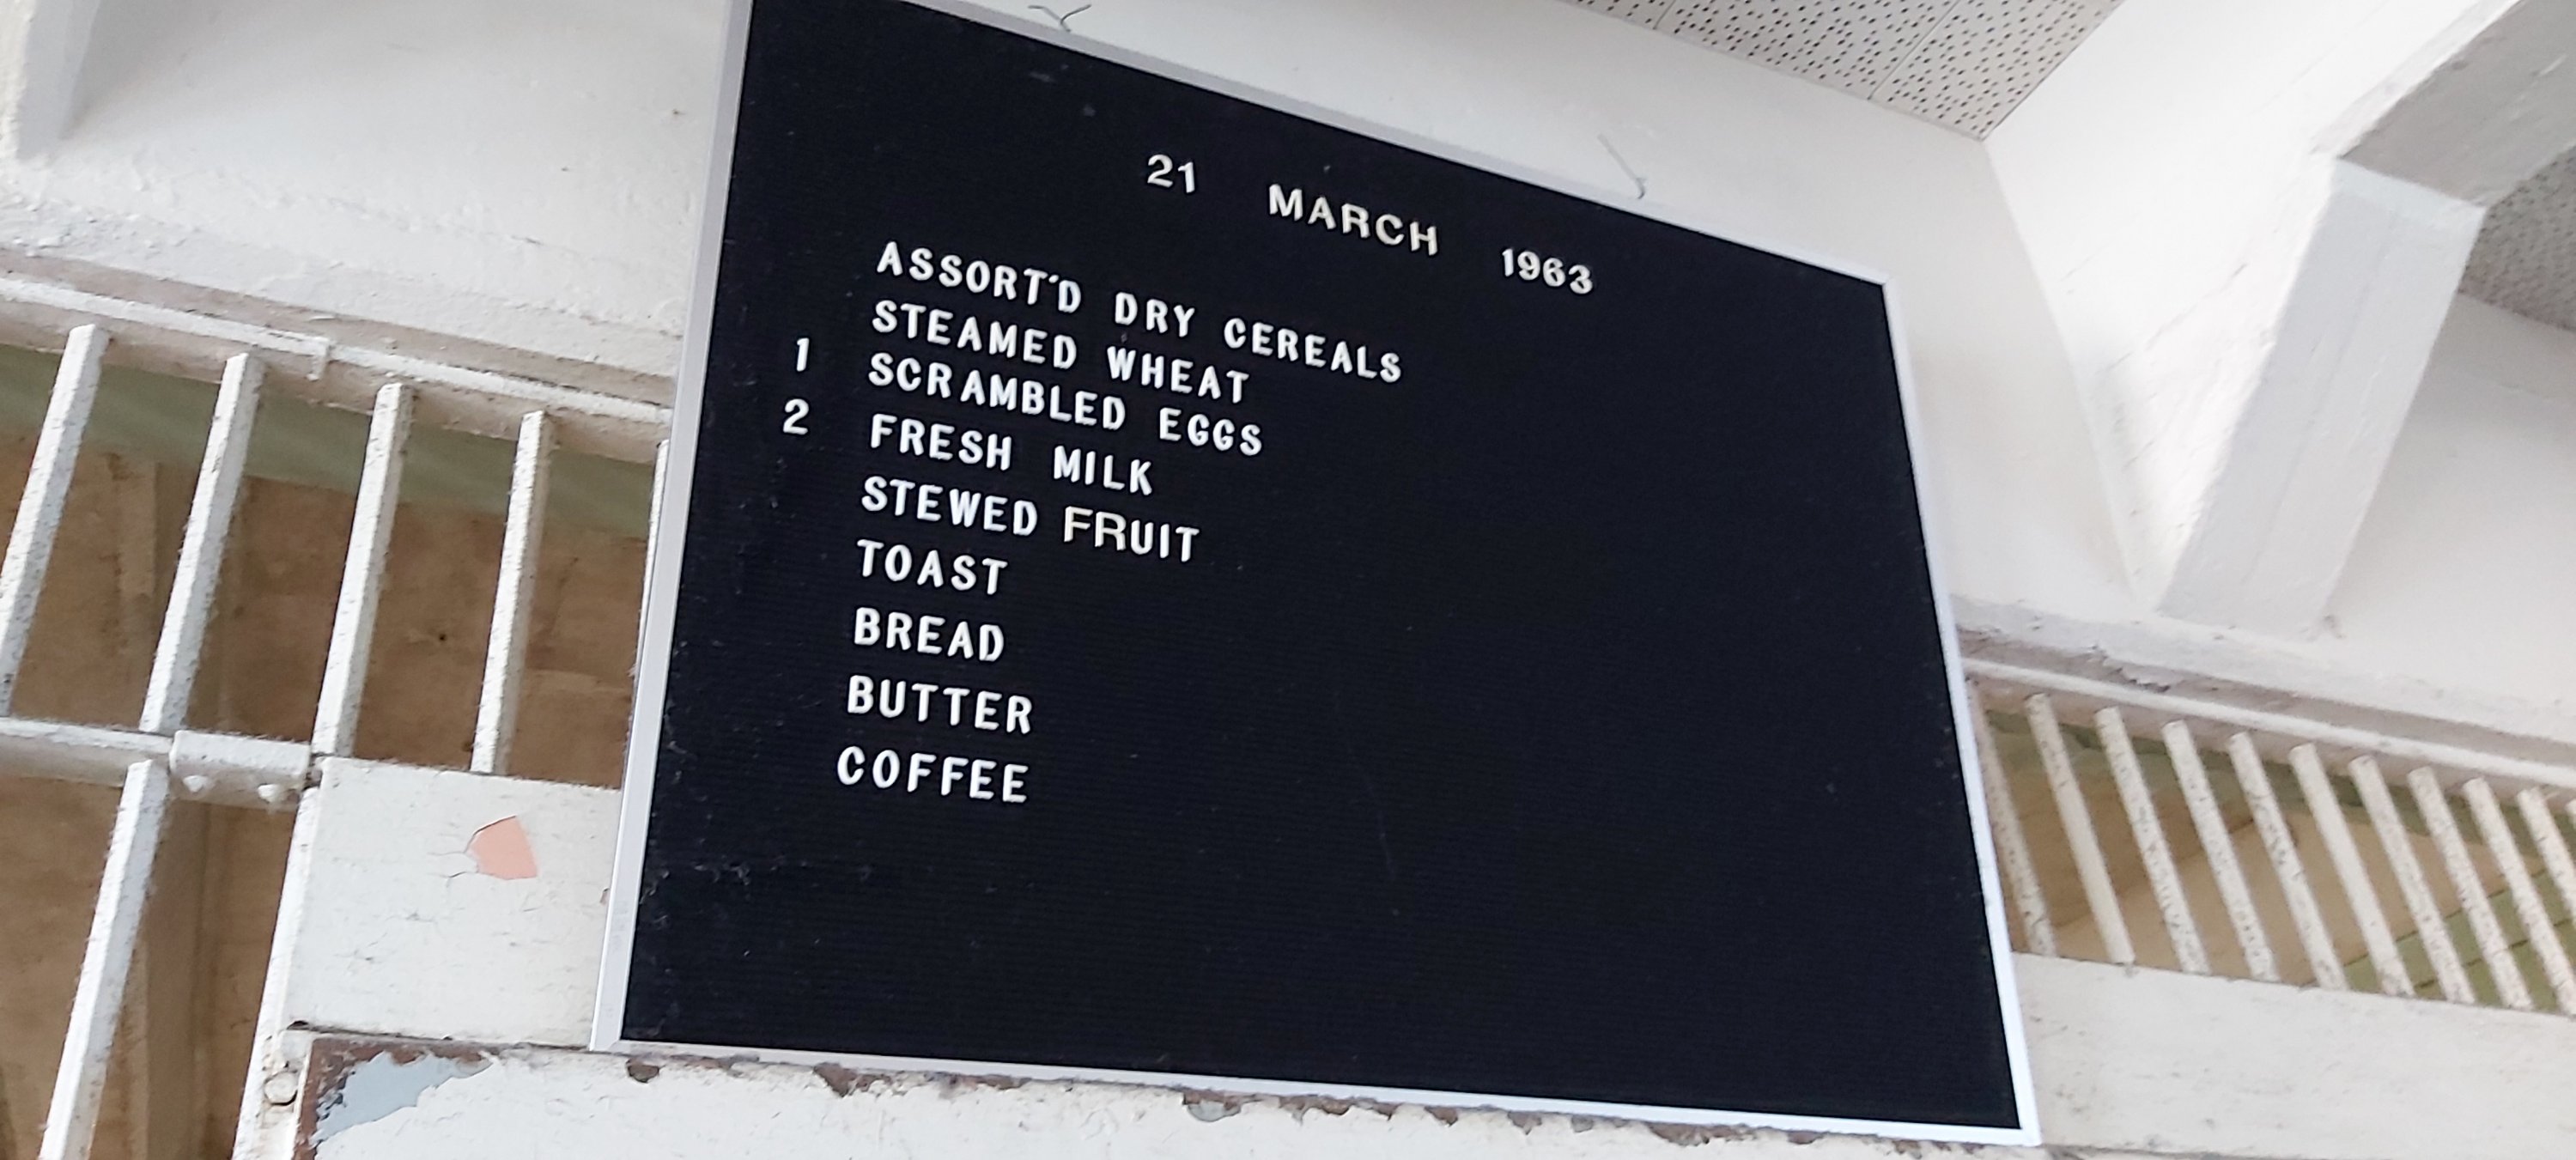 21 MARCH 1963
ASSORT'D DRY CEREALS
STEAMED WHEAT
1 SCRAMBLED EGGS
2 FRESH MILK
STEWED FRUIT
TOAST
BREAD
BUTTER
COFFEE